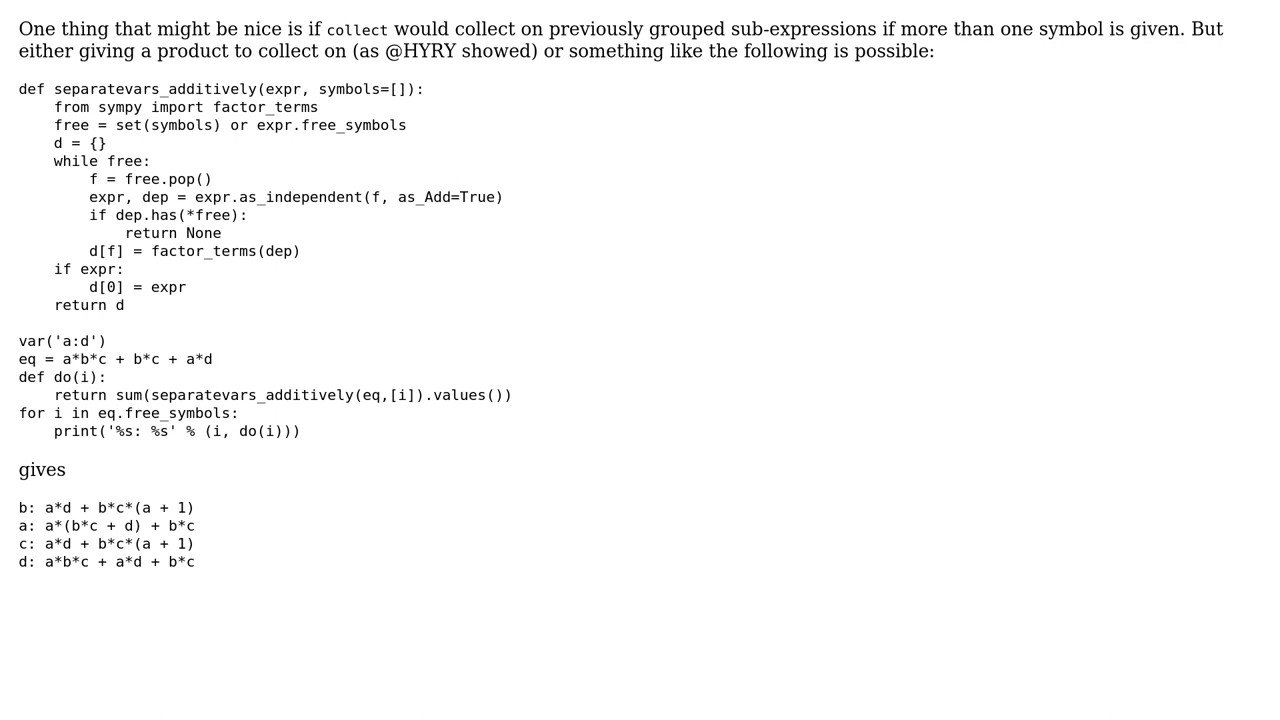 One thing that might be nice is if collect would collect on previously grouped sub-expressions if more than one symbol is given. But
either giving a product to collect on (as @HYRY showed) or something like the following is possible:
def separatevars_additively(expr, symbols=[]):
    from sympy import factor_terms
    free = set(symbols) or expr.free_symbols
    d = {}
    while free:
        f = free.pop()
        expr, dep = expr.as_independent(f, as_Add=True)
        if dep.has(*free):
            return None
        d[f] = factor_terms(dep)
    if expr:
        d[0] = expr
    return d
var('a:d')
eq = a*b*c + b*c + a*d
def do(i):
    return sum(separatevars_additively(eq,[i]).values())
for i in eq.free_symbols:
    print('%s: %s' % (i, do(i)))
gives
b: a*d + b*c*(a + 1)
a: a*(b*c + d) + b*c
c: a*d + b*c*(a + 1)
d: a*b*c + a*d + b*c